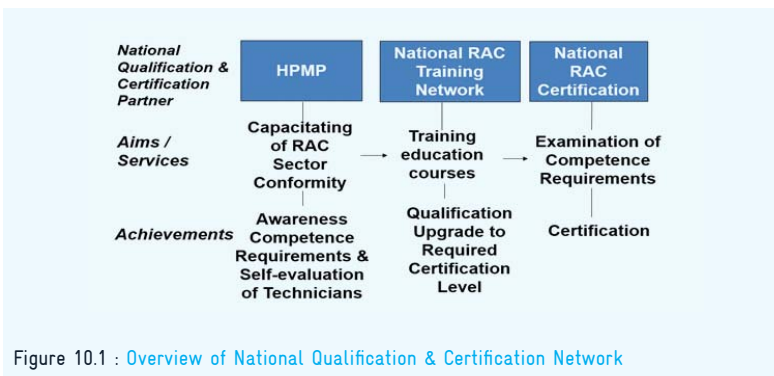 National
Qualification &
Certification
Partner
HPMP
National RAC
Training
Network
National
RAC
Certification
Aims /
Services
Capacitating
of RAC
Sector
Conformity
Training
education
courses
Examination of
Competence
Requirements
Achievements
Awareness
Competence
Requirements &
Self-evaluation
of Technicians
Qualification
Upgrade to
Required
Certification
Level
Certification
Figure 10.1 : Overview of National Qualification & Certification Network